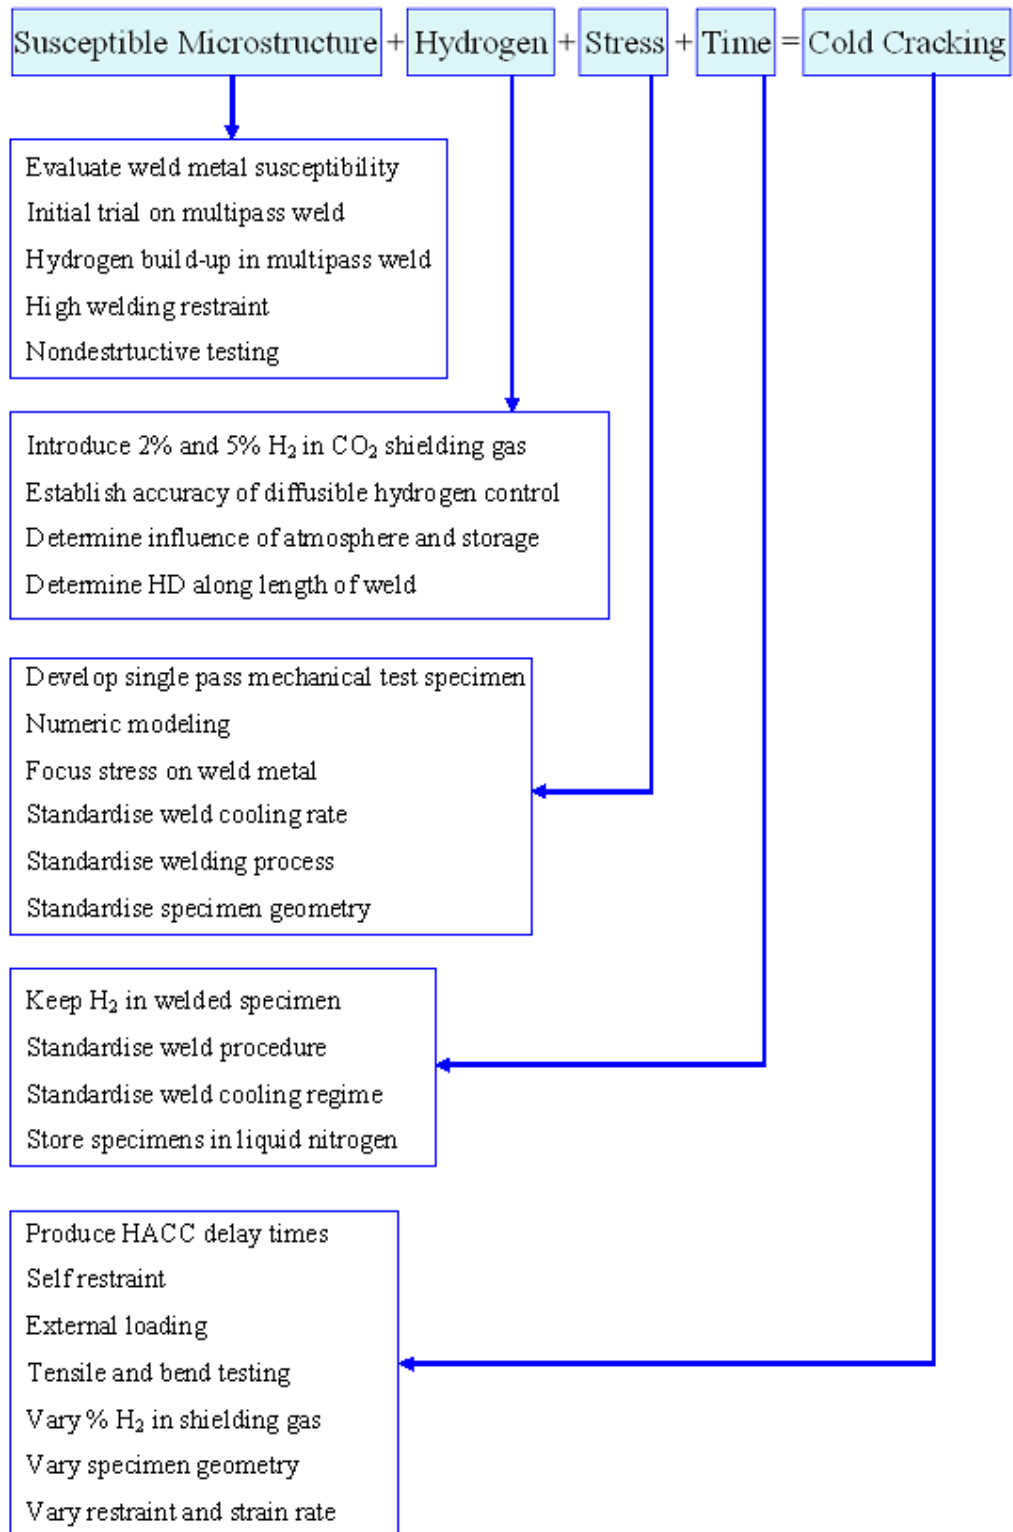 Susceptible Microstructure + Hydrogen + Stress + Time = Cold Cracking
Evaluate weld metal susceptibility
Initial trial on multipass weld
Hydrogen build-up in multipass weld
High welding restraint
Nondestrtuctive testing
Introduce 2% and 5% H₂ in CO₂ shielding gas
Establish accuracy of diffusible hydrogen control
Determine influence of atmosphere and storage
Determine HD along length of weld
Develop single pass mechanical test specimen
Numeric modeling
Focus stress on weld metal
Standardise weld cooling rate
Standardise welding process
Standardise specimen geometry
Keep H₂ in welded specimen
Standardise weld procedure
Standardise weld cooling regime
Store specimens in liquid nitrogen
Produce HACC delay times
Self restraint
External loading
Tensile and bend testing
Vary % H₂ in shielding gas
Vary specimen geometry
Vary restraint and strain rate